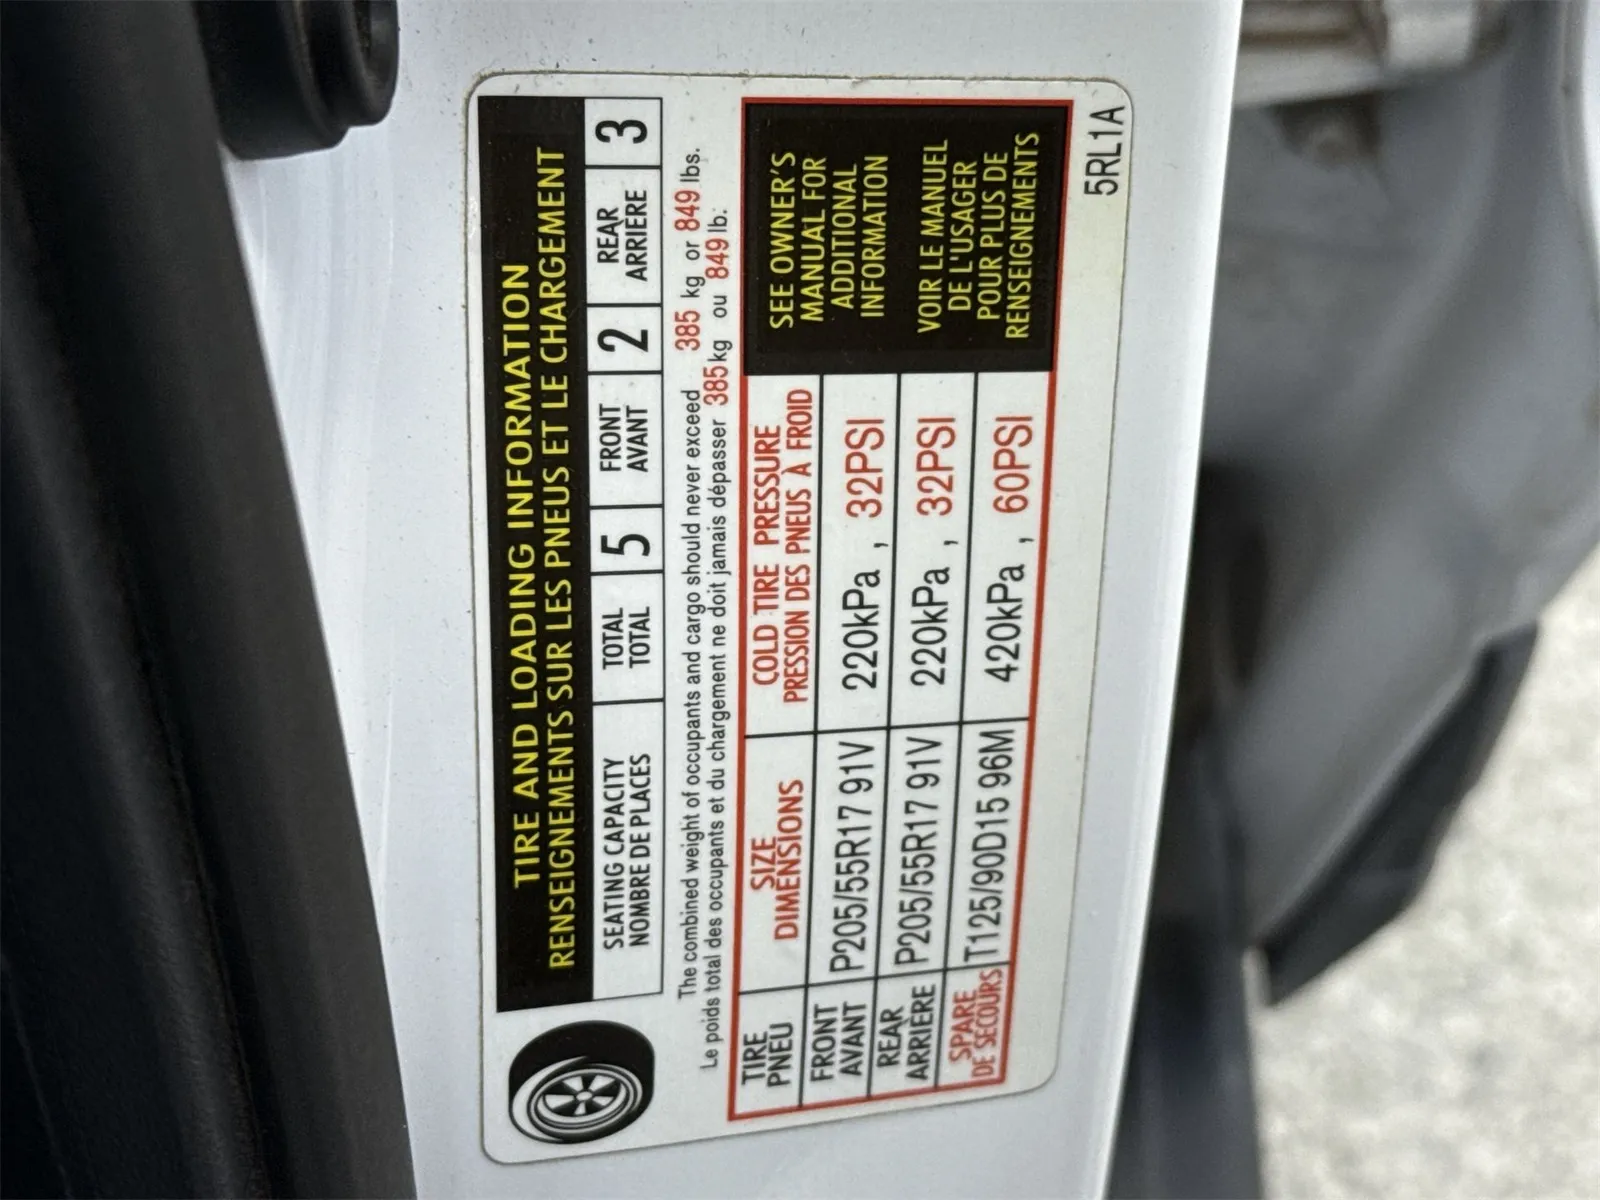 TIRE AND LOADING INFORMATION
RENSEIGNEMENTS SUR LES PNEUS ET LE CHARGEMENT
SEATING CAPACITY TOTAL 5 FRONT 2 REAR 3
NOMBRE DE PLACES TOTAL AVANT ARRIÈRE
The combined weight of occupants and cargo should never exceed 385 kg or 849 lbs.
Le poids total des occupants et du chargement ne doit jamais dépasser 385 kg ou 849 lb.
TIRE SIZE COLD TIRE PRESSURE
PNEU DIMENSIONS PRESSION DES PNEUS À FROID
FRONT
AVANT P205/55R17 91V 220kPa , 32PSI
REAR
ARRIÈRE P205/55R17 91V 220kPa , 32PSI
SPARE
DE SECOURS T125/90D15 96M 420kPa , 60PSI
SEE OWNER'S
MANUAL FOR
ADDITIONAL
INFORMATION
VOIR LE MANUEL
DE L'USAGER
POUR PLUS DE
RENSEIGNEMENTS
5RL1A